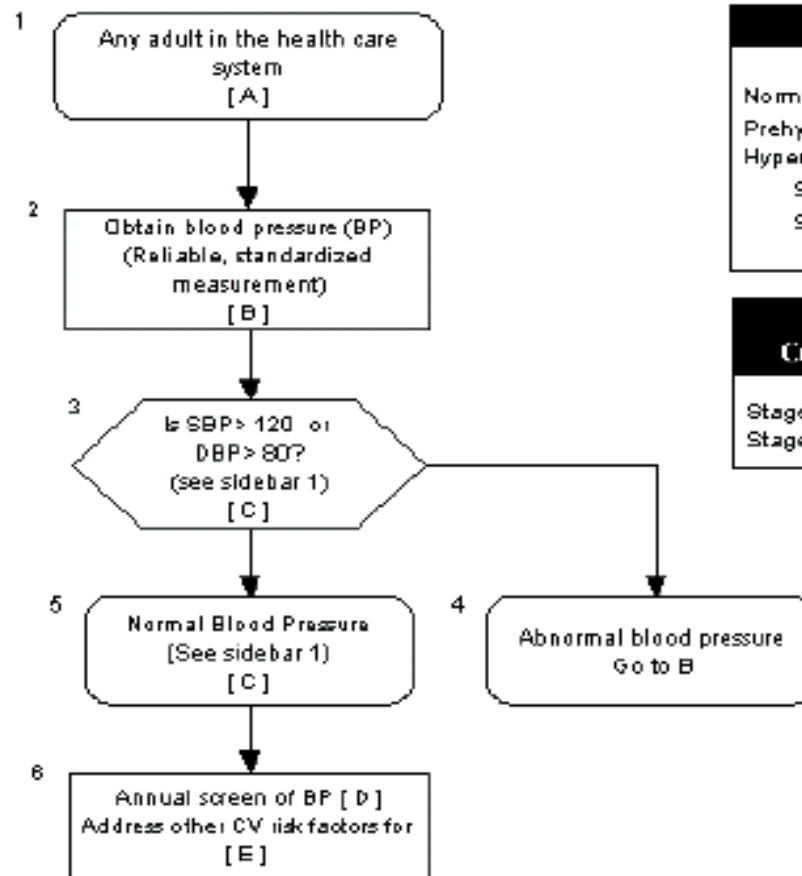 1
Any adult in the health care
system
[A]
2
Obtain blood pressure (BP)
(Reliable, standardized
measurement)
[B]
3
Is SBP> 120 or
DBP> 80?
(see sidebar 1)
[C]
5
Normal Blood Pressure
(See sidebar 1)
[C]
4
Abnormal blood pressure
Go to B
6
Annual screen of BP [D]
Address other CV risk factors for
[E]
Stage
Stage